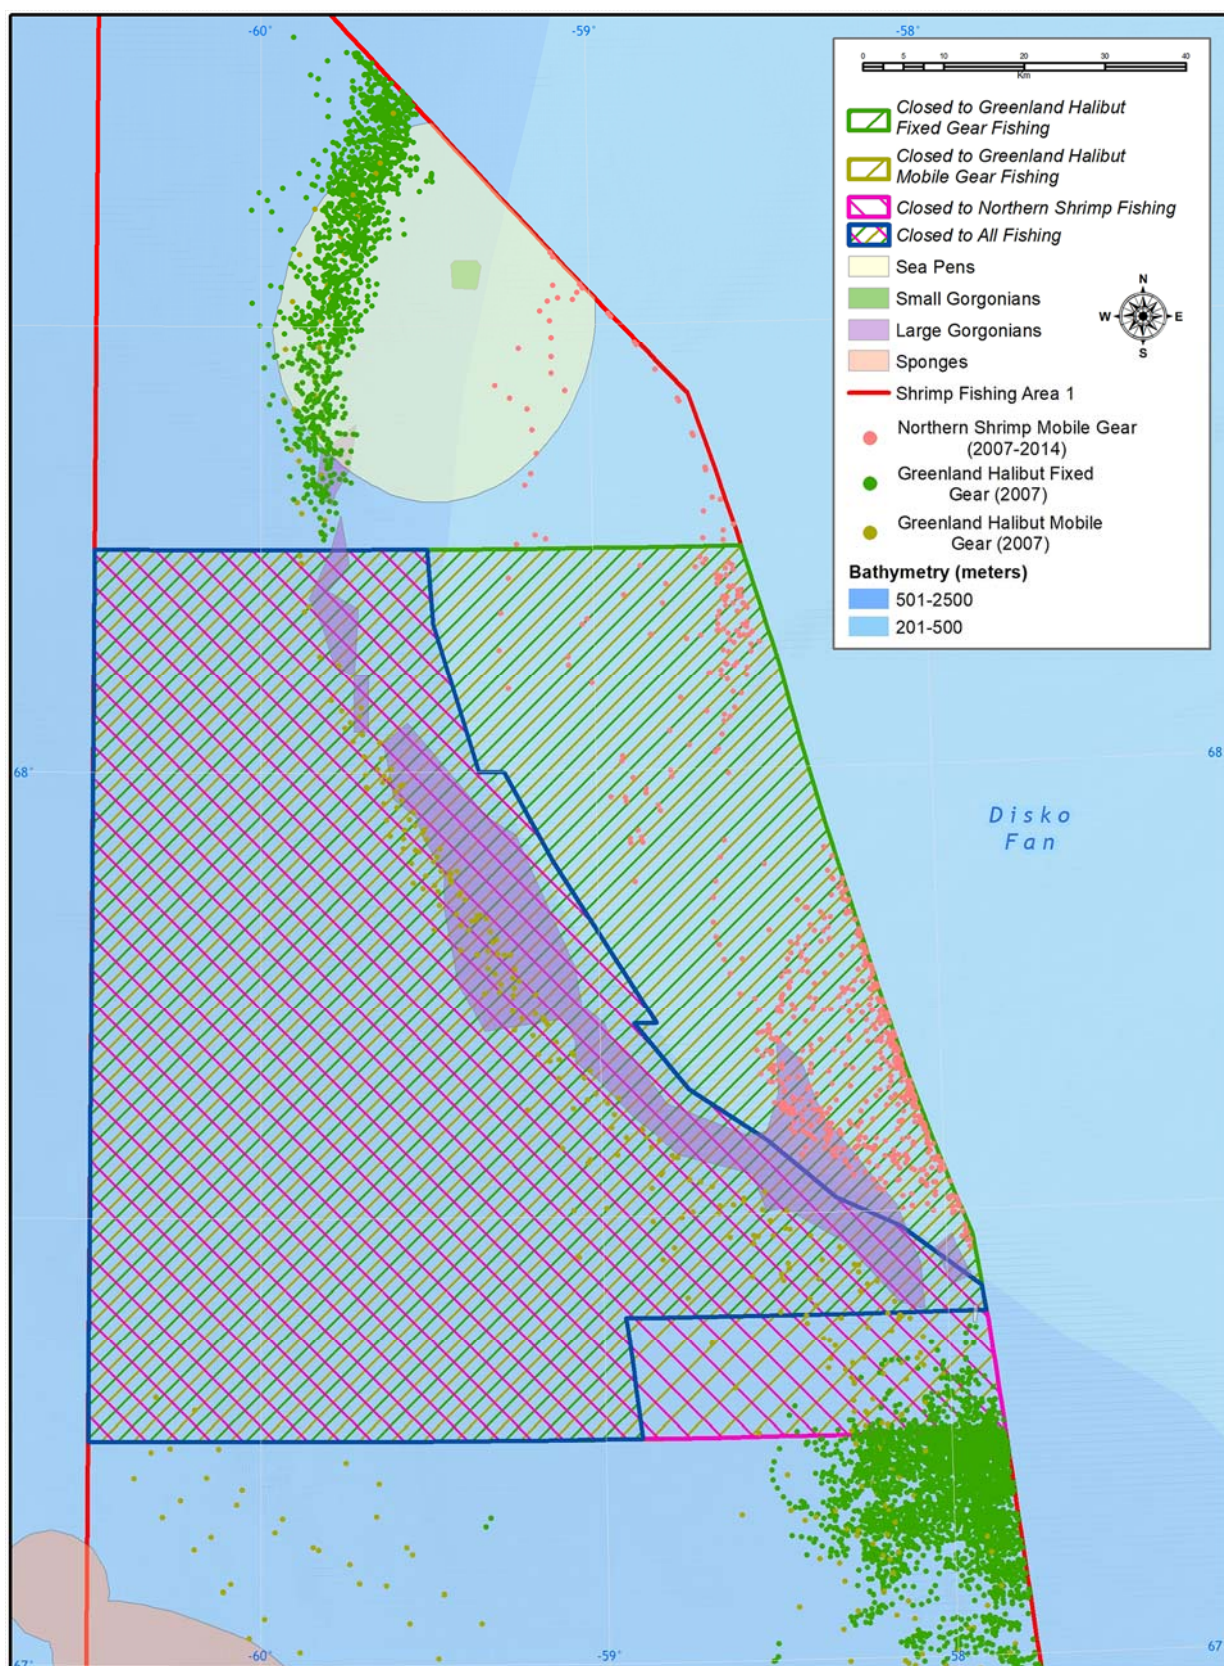 -60°
-59°
-58°
0 5 10 20 30 40
Km
Closed to Greenland Halibut
Fixed Gear Fishing
Closed to Greenland Halibut
Mobile Gear Fishing
Closed to Northern Shrimp Fishing
Closed to All Fishing
Sea Pens
Small Gorgonians
Large Gorgonians
Sponges
N
W E
S
Shrimp Fishing Area 1
Northern Shrimp Mobile Gear
(2007-2014)
Greenland Halibut Fixed
Gear (2007)
Greenland Halibut Mobile
Gear (2007)
Bathymetry (meters)
501-2500
201-500
68°
68
Disko
Fan
67°
-60°
-59°
-58°
67